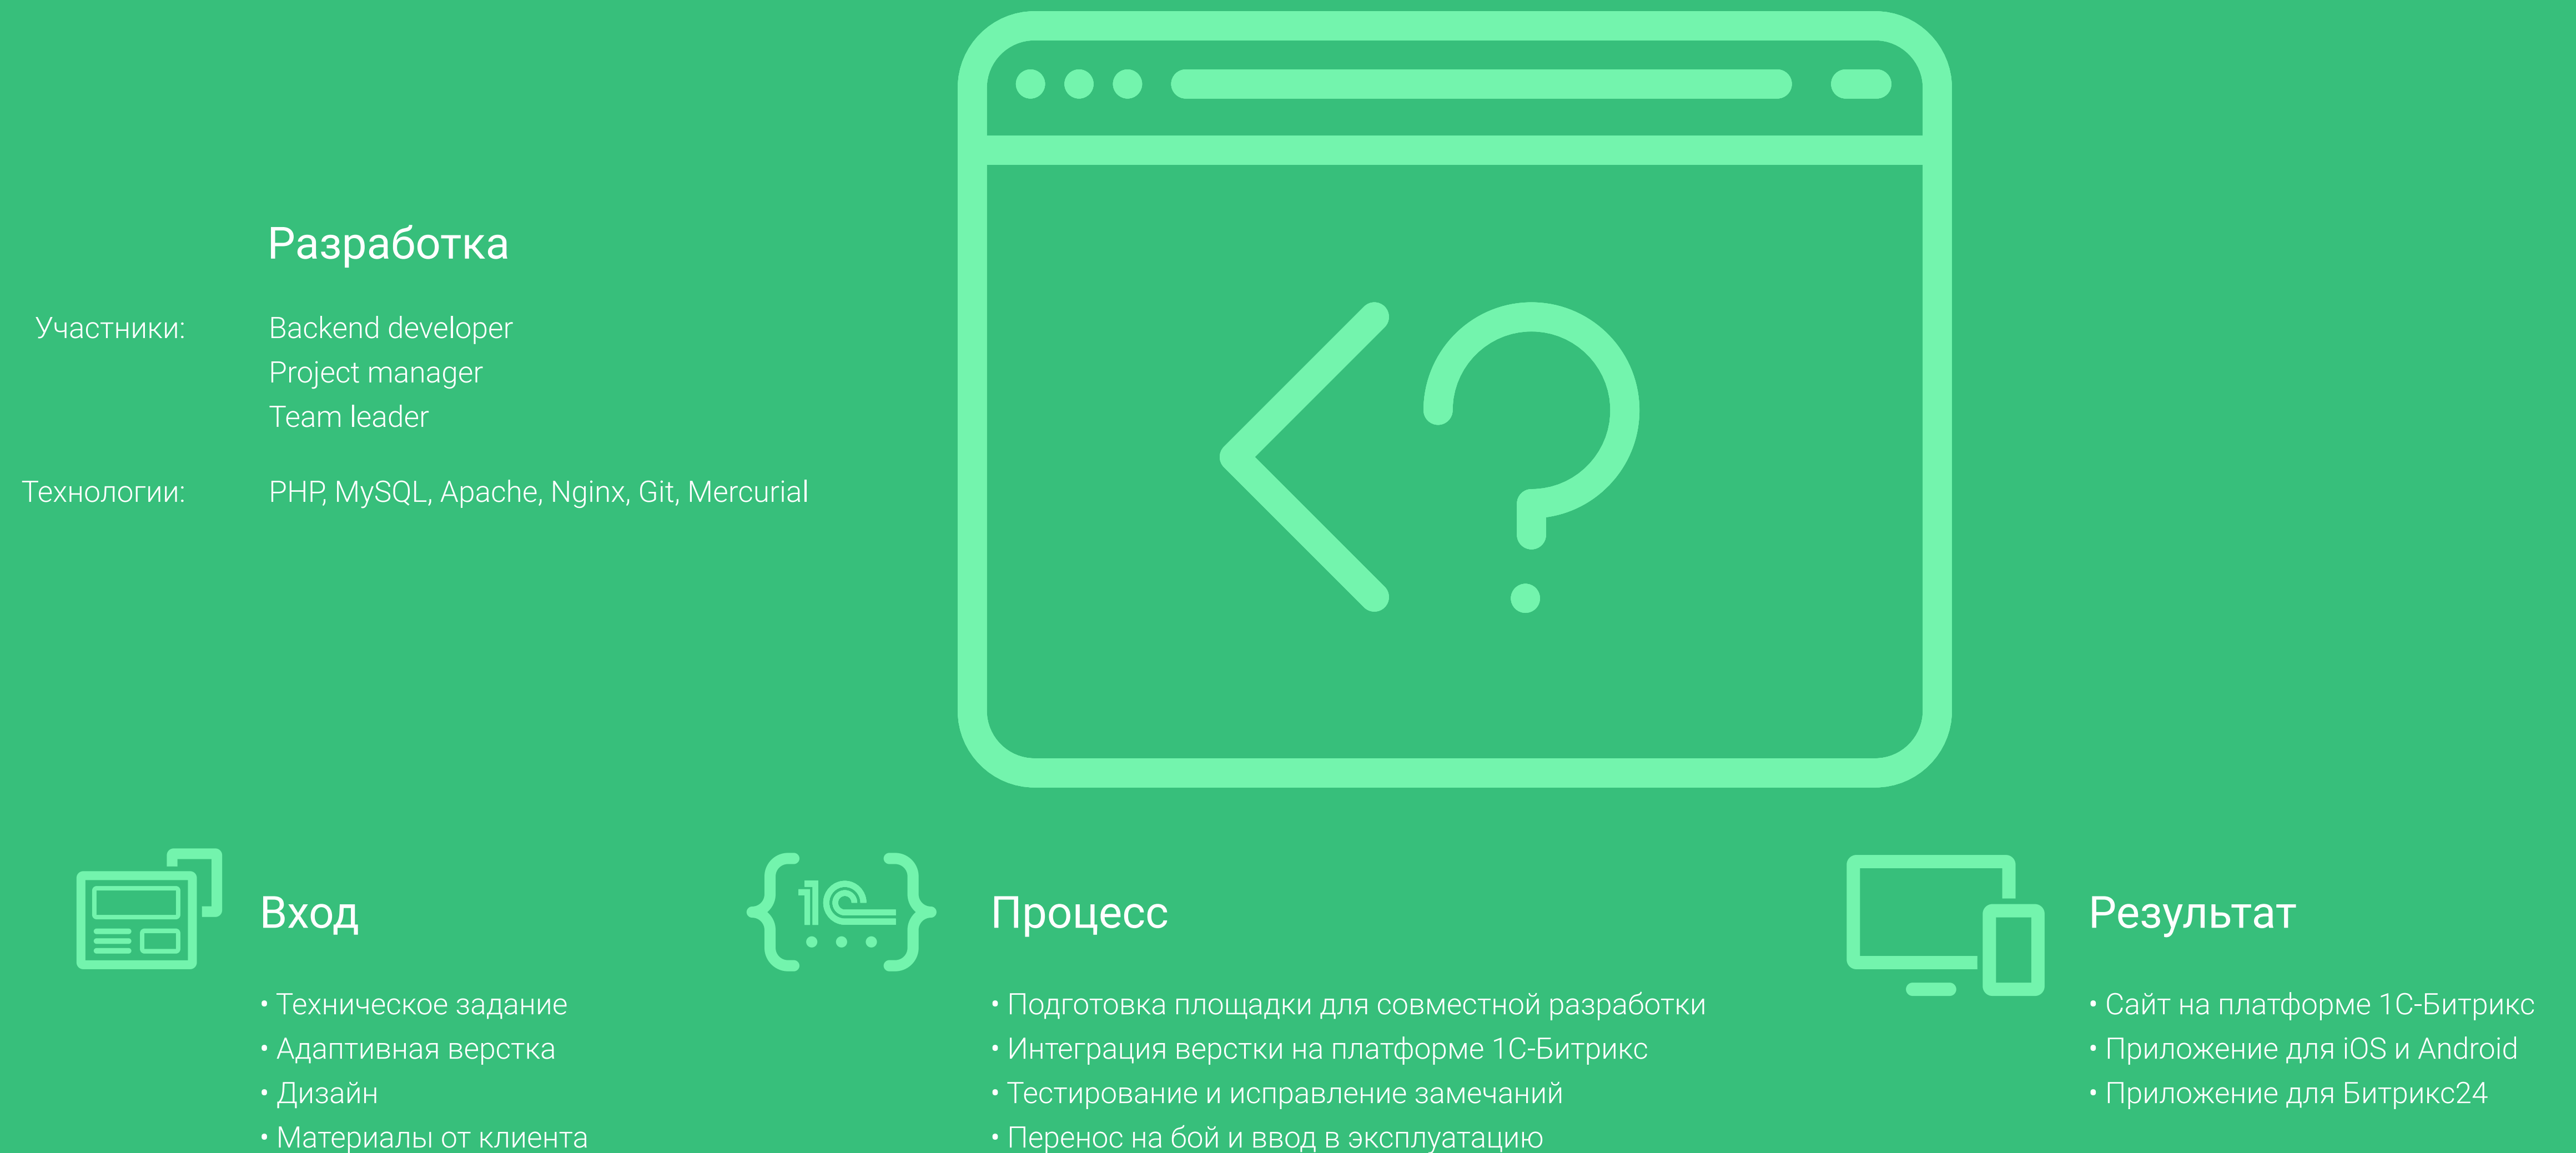 Разработка
Участники: Backend developer
Project manager
Team leader
Технологии: PHP, MySQL, Apache, Nginx, Git, Mercurial
<?
Вход
• Техническое задание
• Адаптивная верстка
• Дизайн
• Материалы от клиента
1С
Процесс
• Подготовка площадки для совместной разработки
• Интеграция верстки на платформе 1С-Битрикс
• Тестирование и исправление замечаний
• Перенос на бой и ввод в эксплуатацию
Результат
• Сайт на платформе 1С-Битрикс
• Приложение для iOS и Android
• Приложение для Битрикс24